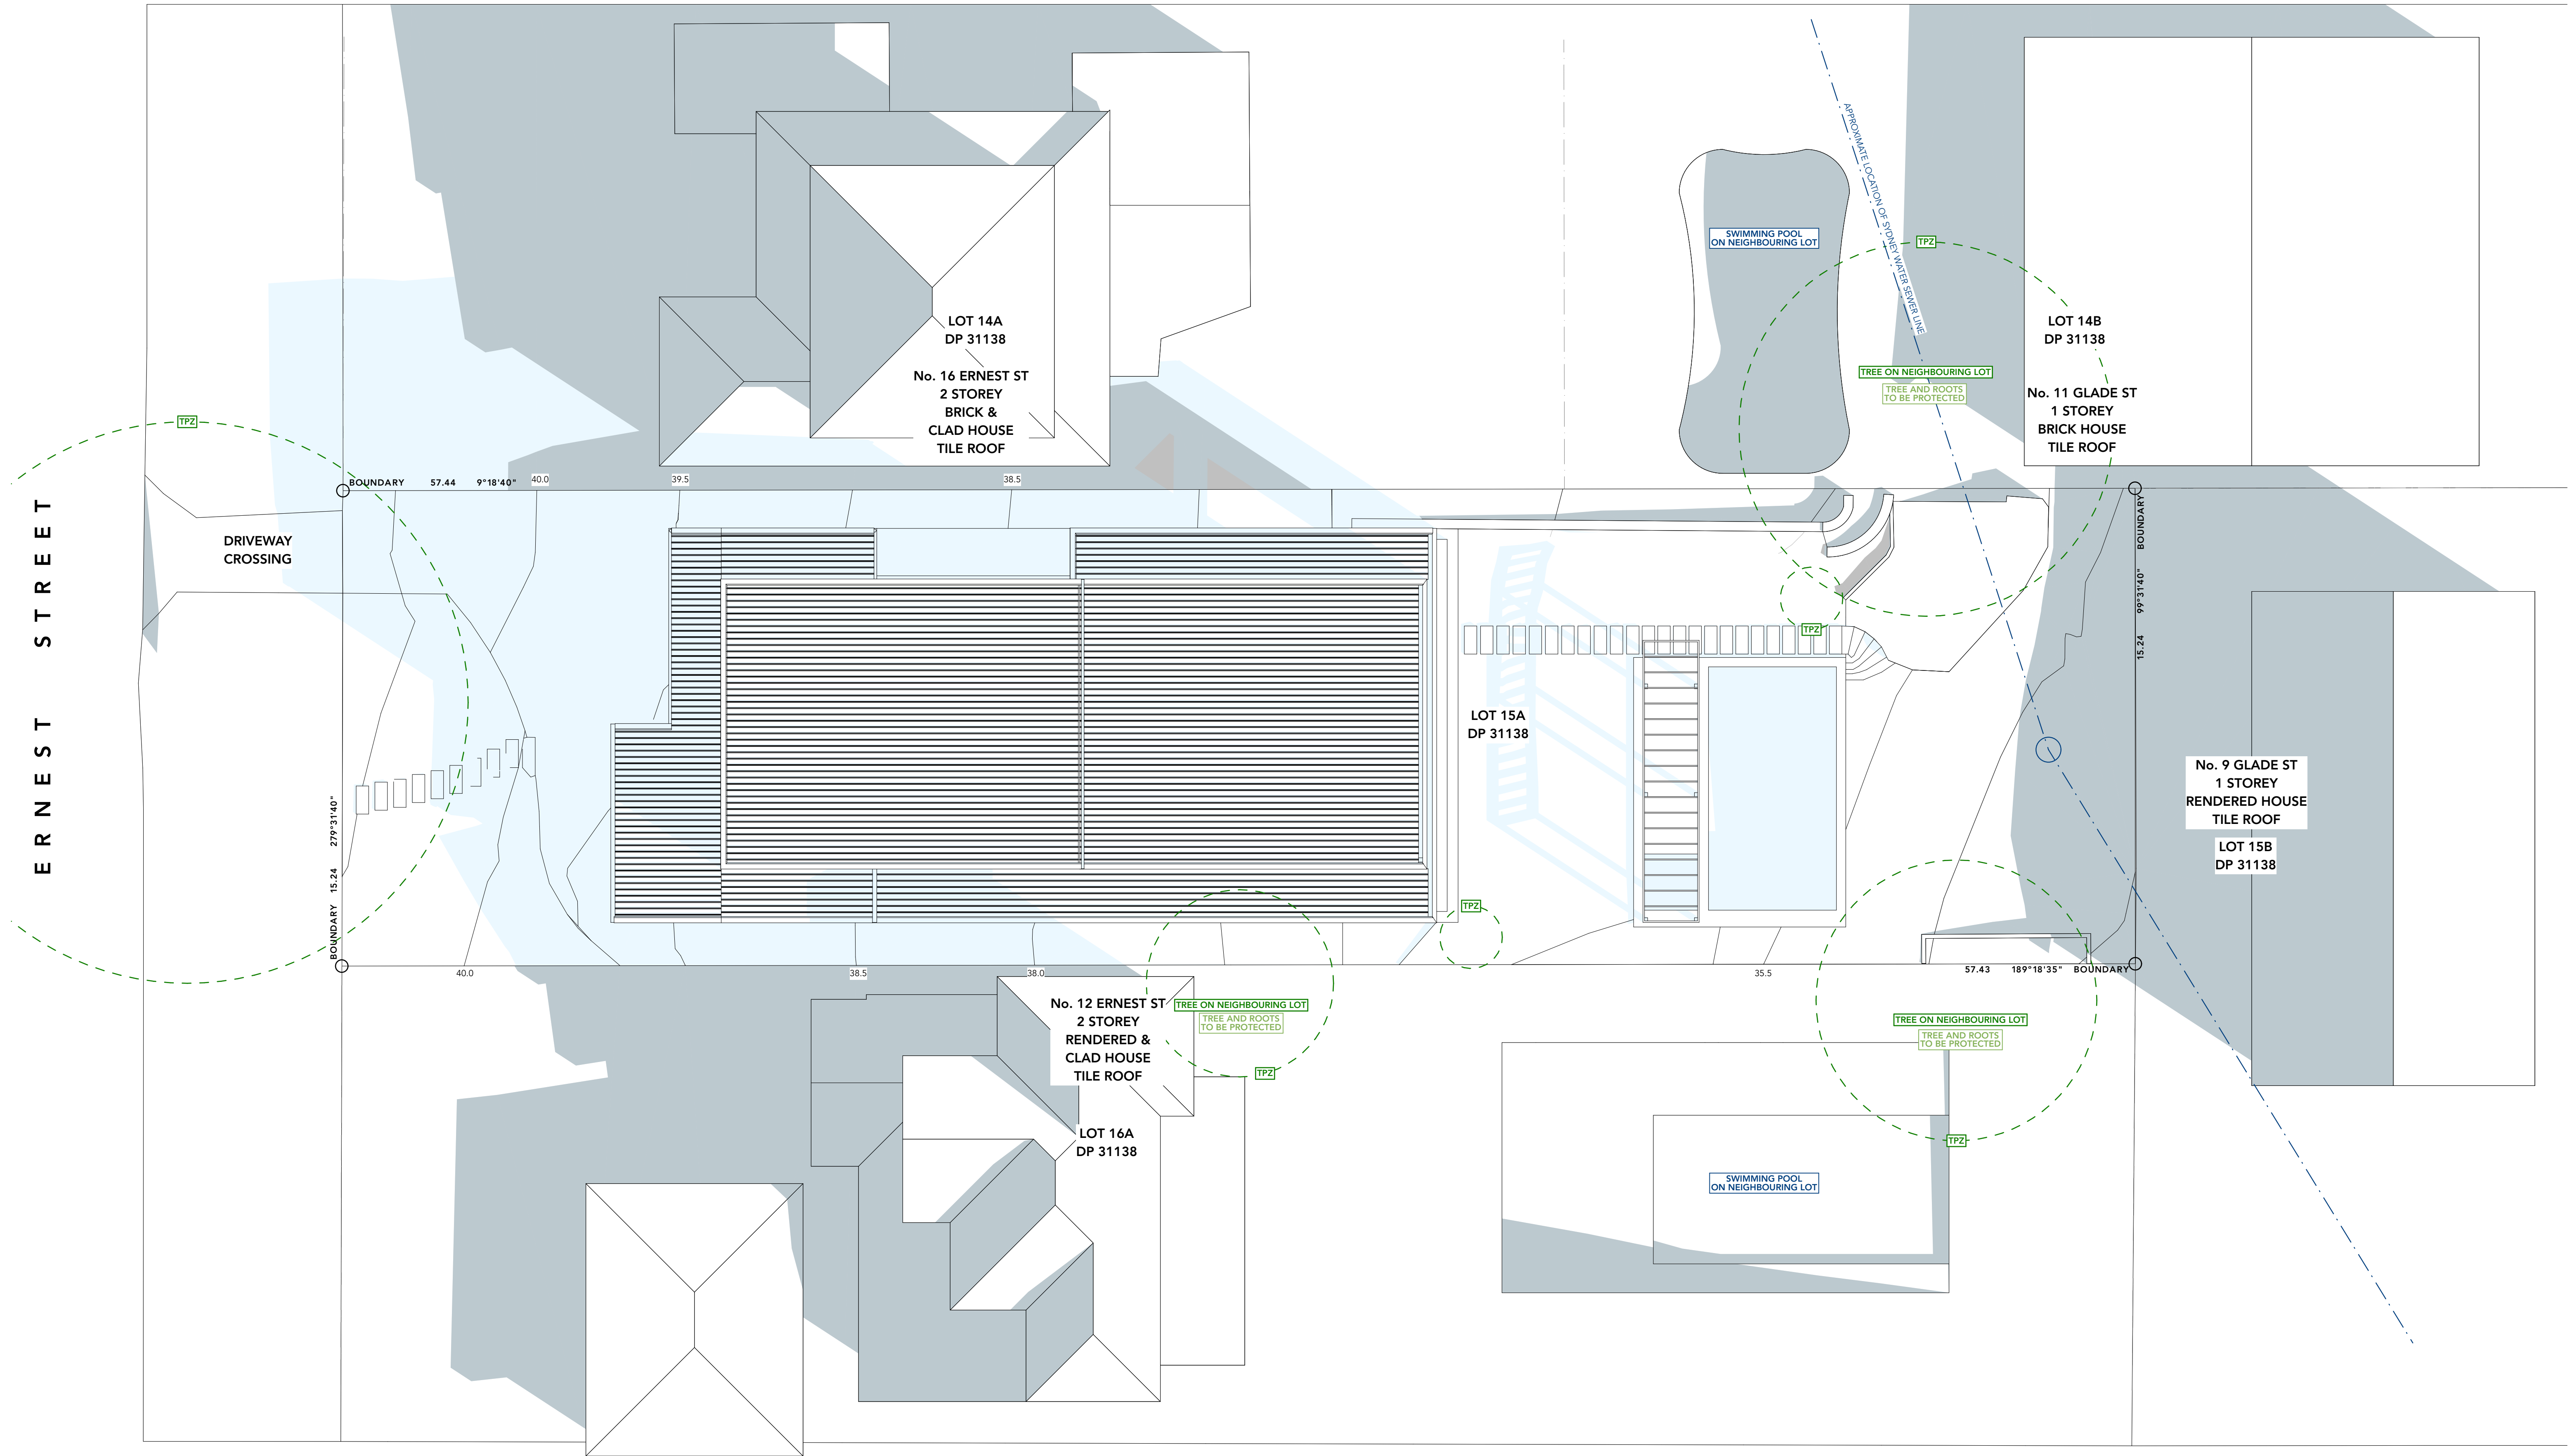 APPROXIMATE LOCATION OF SYDNEY WATER SEWER LINE
SWIMMING POOL
ON NEIGHBOURING LOT
TPZ
LOT 14A
DP 31138
No. 16 ERNEST ST
2 STOREY
BRICK &
CLAD HOUSE
TILE ROOF
LOT 14B
DP 31138
TREE ON NEIGHBOURING LOT
TREE AND ROOTS
TO BE PROTECTED
No. 11 GLADE ST
1 STOREY
BRICK HOUSE
TILE ROOF
TPZ
BOUNDARY 57.44 9°18'40"
40.0
39.5
38.5
ERNEST STREET
DRIVEWAY
CROSSING
BOUNDARY 15.24 279°31'40"
TPZ
LOT 15A
DP 31138
15.24 99°31'40" BOUNDARY
No. 9 GLADE ST
1 STOREY
RENDERED HOUSE
TILE ROOF
LOT 15B
DP 31138
TPZ
40.0
38.5
38.0
35.5
57.43 189°18'35" BOUNDARY
No. 12 ERNEST ST
2 STOREY
RENDERED &
CLAD HOUSE
TILE ROOF
TREE ON NEIGHBOURING LOT
TREE AND ROOTS
TO BE PROTECTED
TPZ
TREE ON NEIGHBOURING LOT
TREE AND ROOTS
TO BE PROTECTED
TPZ
LOT 16A
DP 31138
SWIMMING POOL
ON NEIGHBOURING LOT